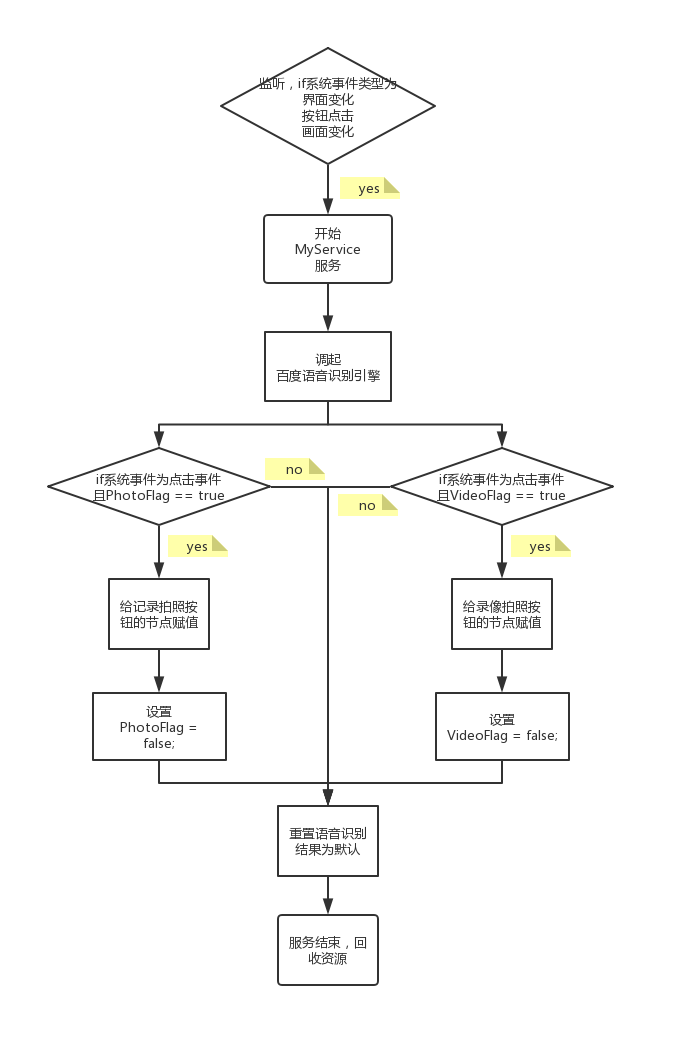 监听，if系统事件类型为
界面变化
按钮点击
画面变化
yes
开始
MyService
服务
调起
百度语音识别引擎
if系统事件为点击事件
且PhotoFlag == true
no
no
if系统事件为点击事件
且VideoFlag == true
yes
yes
给记录拍照按
钮的节点赋值
给录像拍照按
钮的节点赋值
设置
PhotoFlag =
false;
设置
VideoFlag = false;
重置语音识别
结果为默认
服务结束，回
收资源